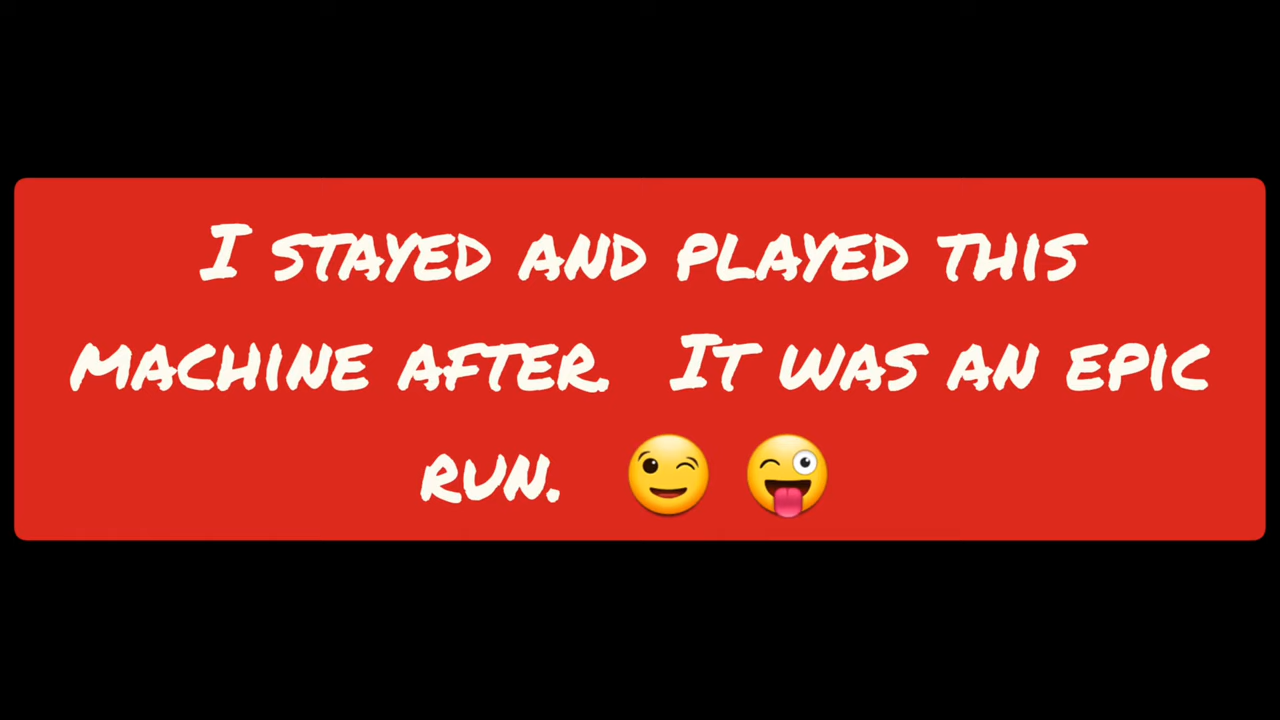 I stayed and played this
machine after.  It was an epic
run.  😉 😜